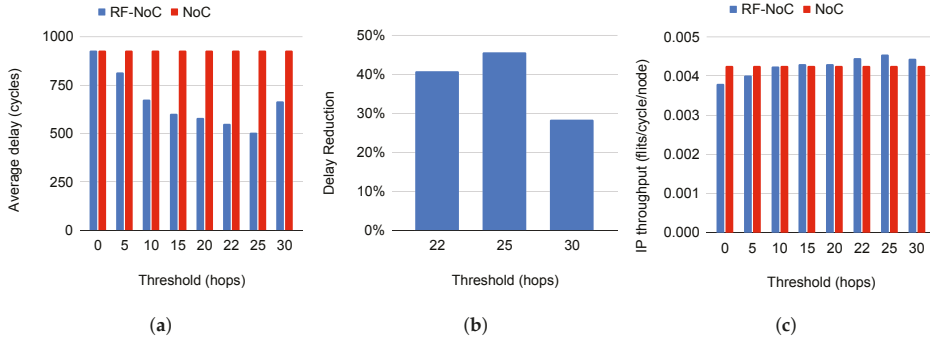 RF-NoC NoC
Average delay (cycles)
1000
750
500
250
0
0 5 10 15 20 22 25 30
Threshold (hops)
(a)
Delay Reduction
50%
40%
30%
20%
10%
0%
22 25 30
Threshold (hops)
(b)
RF-NoC NoC
IP throughput (flits/cycle/node)
0.005
0.004
0.003
0.002
0.001
0.000
0 5 10 15 20 22 25 30
Threshold (hops)
(c)